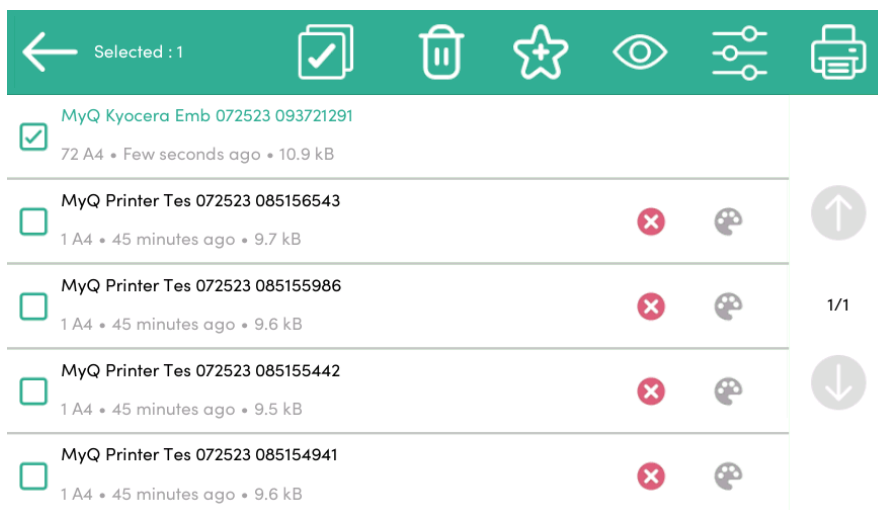 Selected : 1
MyQ Kyocera Emb 072523 093721291
72 A4 • Few seconds ago • 10.9 kB
MyQ Printer Tes 072523 085156543
1 A4 • 45 minutes ago • 9.7 kB
MyQ Printer Tes 072523 085155986
1 A4 • 45 minutes ago • 9.6 kB
1/1
MyQ Printer Tes 072523 085155442
1 A4 • 45 minutes ago • 9.5 kB
MyQ Printer Tes 072523 085154941
1 A4 • 45 minutes ago • 9.6 kB